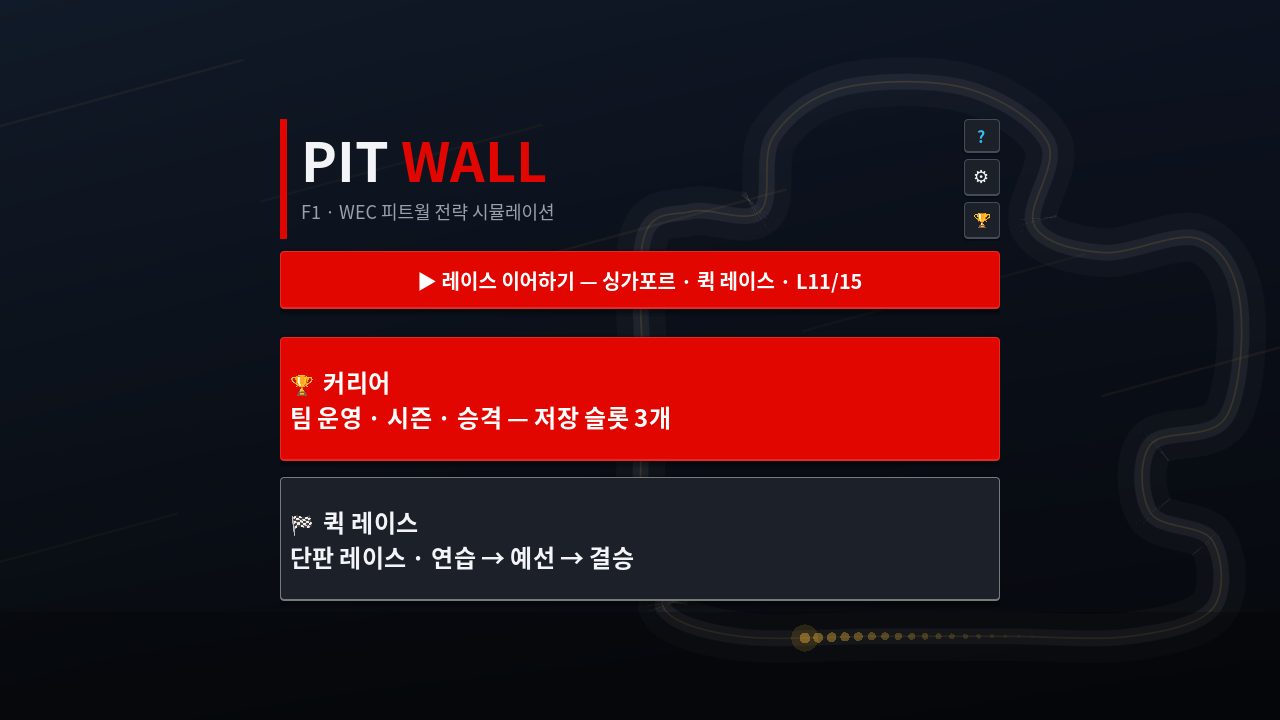 PIT WALL
F1 · WEC 피트월 전략 시뮬레이션
?
▶ 레이스 이어하기 — 싱가포르 · 퀵 레이스 · L11/15
🏆 커리어
팀 운영 · 시즌 · 승격 — 저장 슬롯 3개
🏁 퀵 레이스
단판 레이스 · 연습 → 예선 → 결승